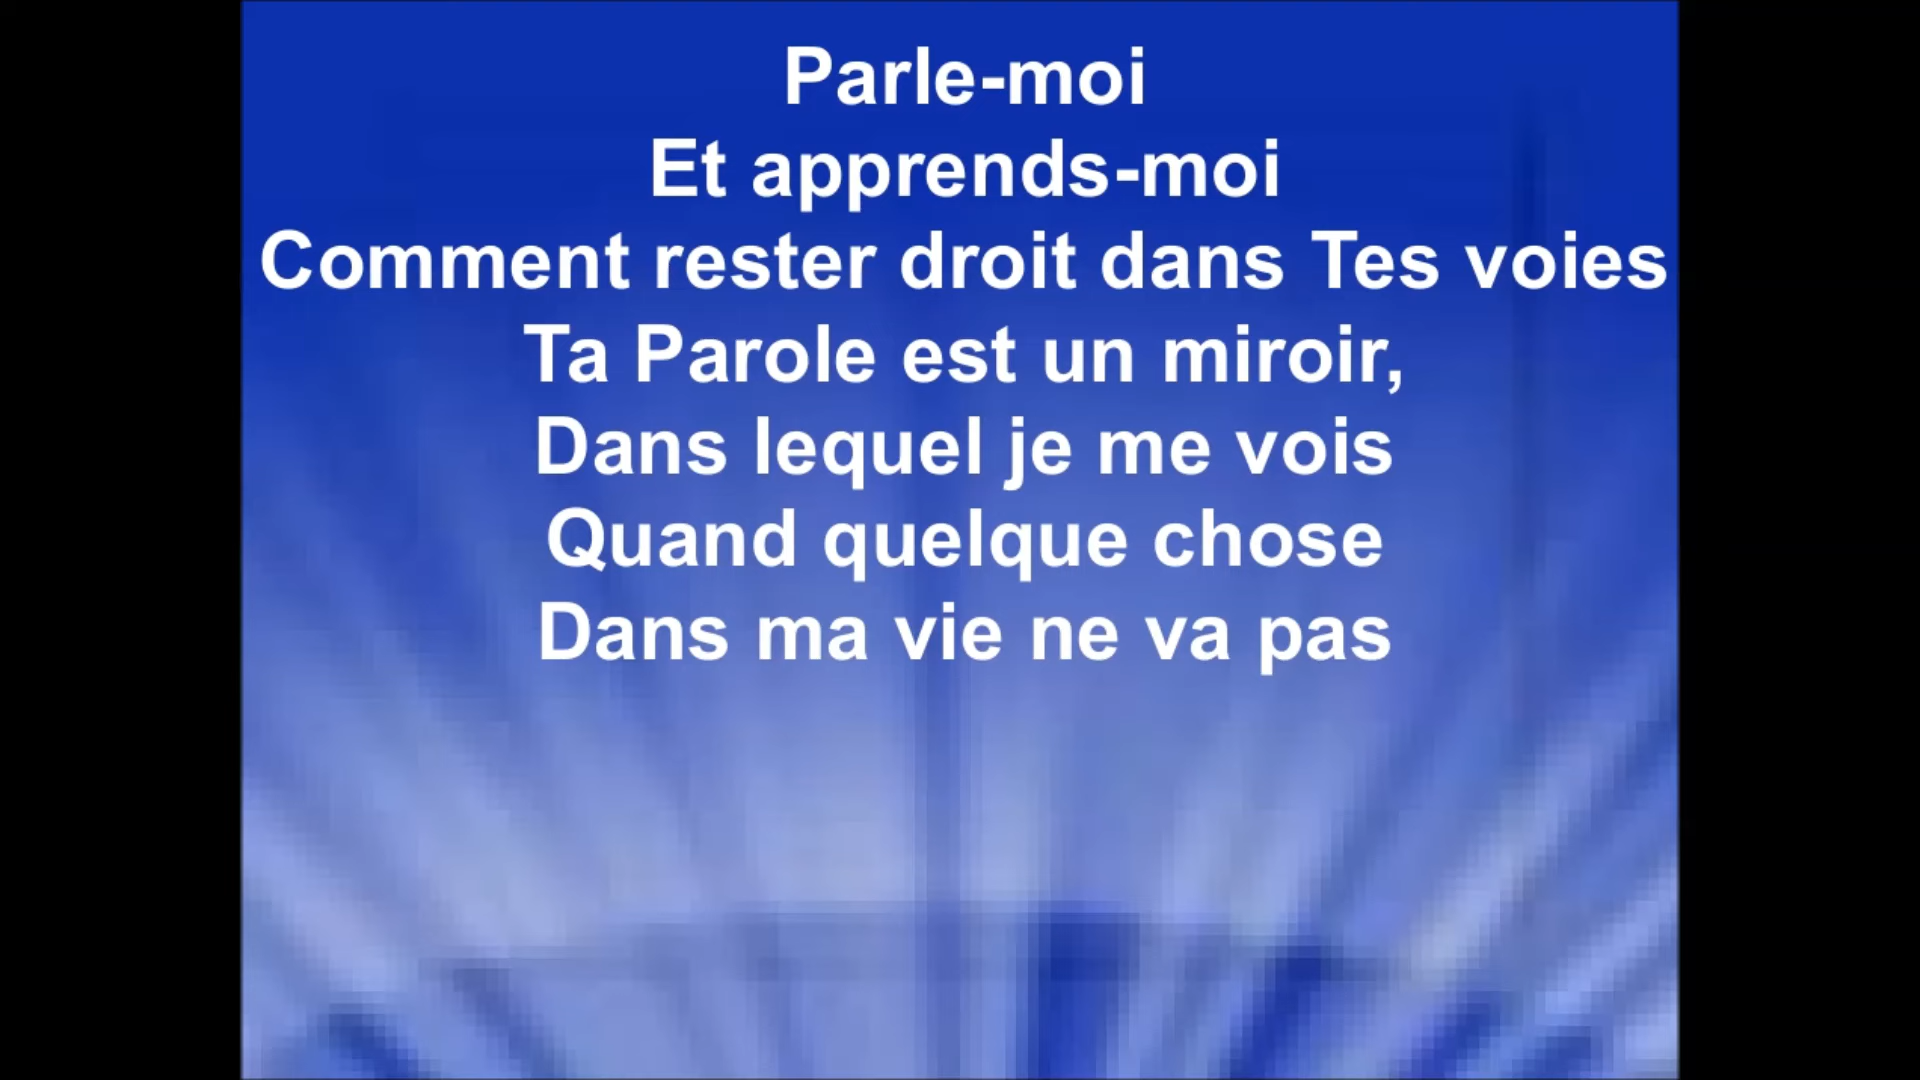 Parle-moi
Et apprends-moi
Comment rester droit dans Tes voies
Ta Parole est un miroir,
Dans lequel je me vois
Quand quelque chose
Dans ma vie ne va pas